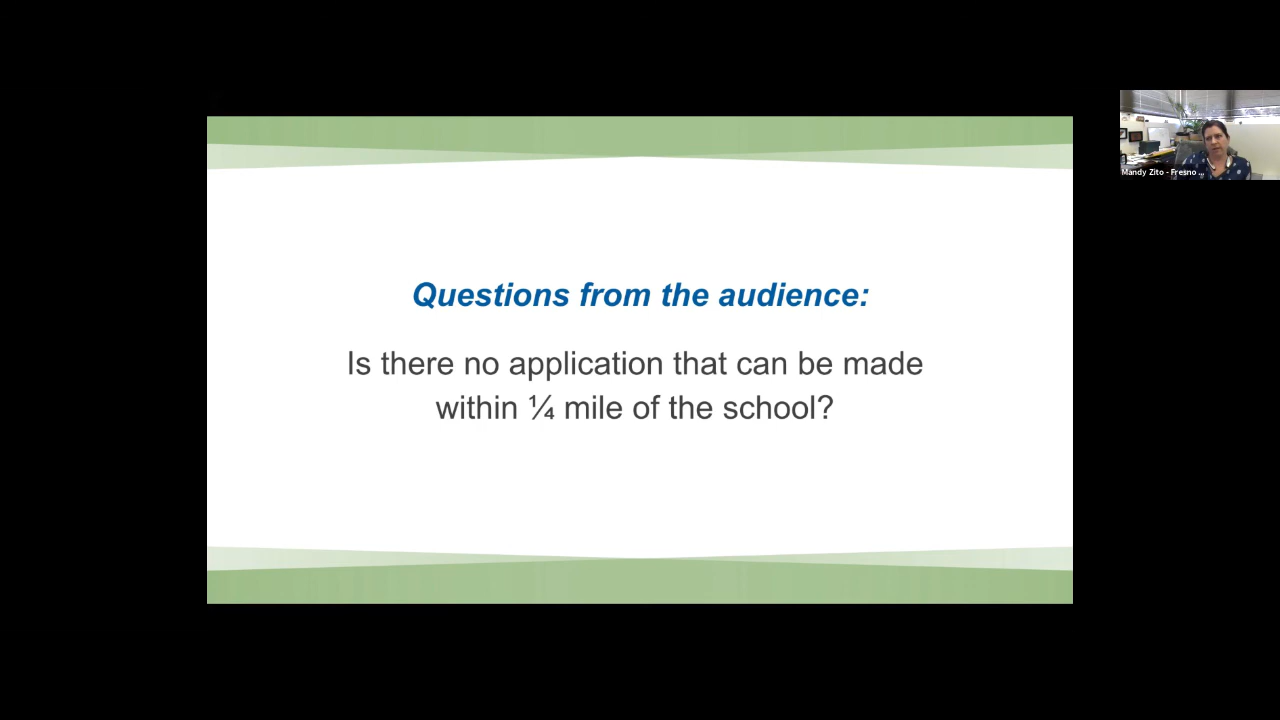 Questions from the audience:
Is there no application that can be made
within ¼ mile of the school?
Mandy Zito - Fresno ...